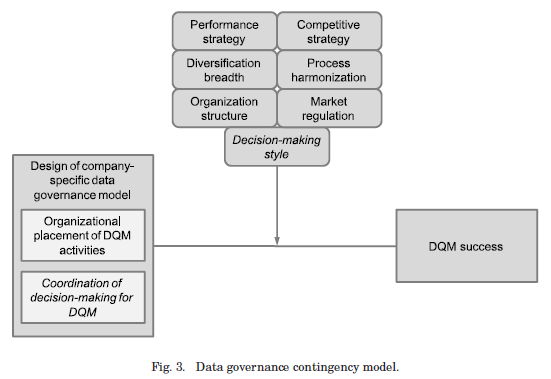 Performance
strategy
Competitive
strategy
Diversification
breadth
Process
harmonization
Organization
structure
Market
regulation
Decision-making
style
Design of company-
specific data
governance model
Organizational
placement of DQM
activities
Coordination of
decision-making for
DQM
DQM success
Fig. 3. Data governance contingency model.